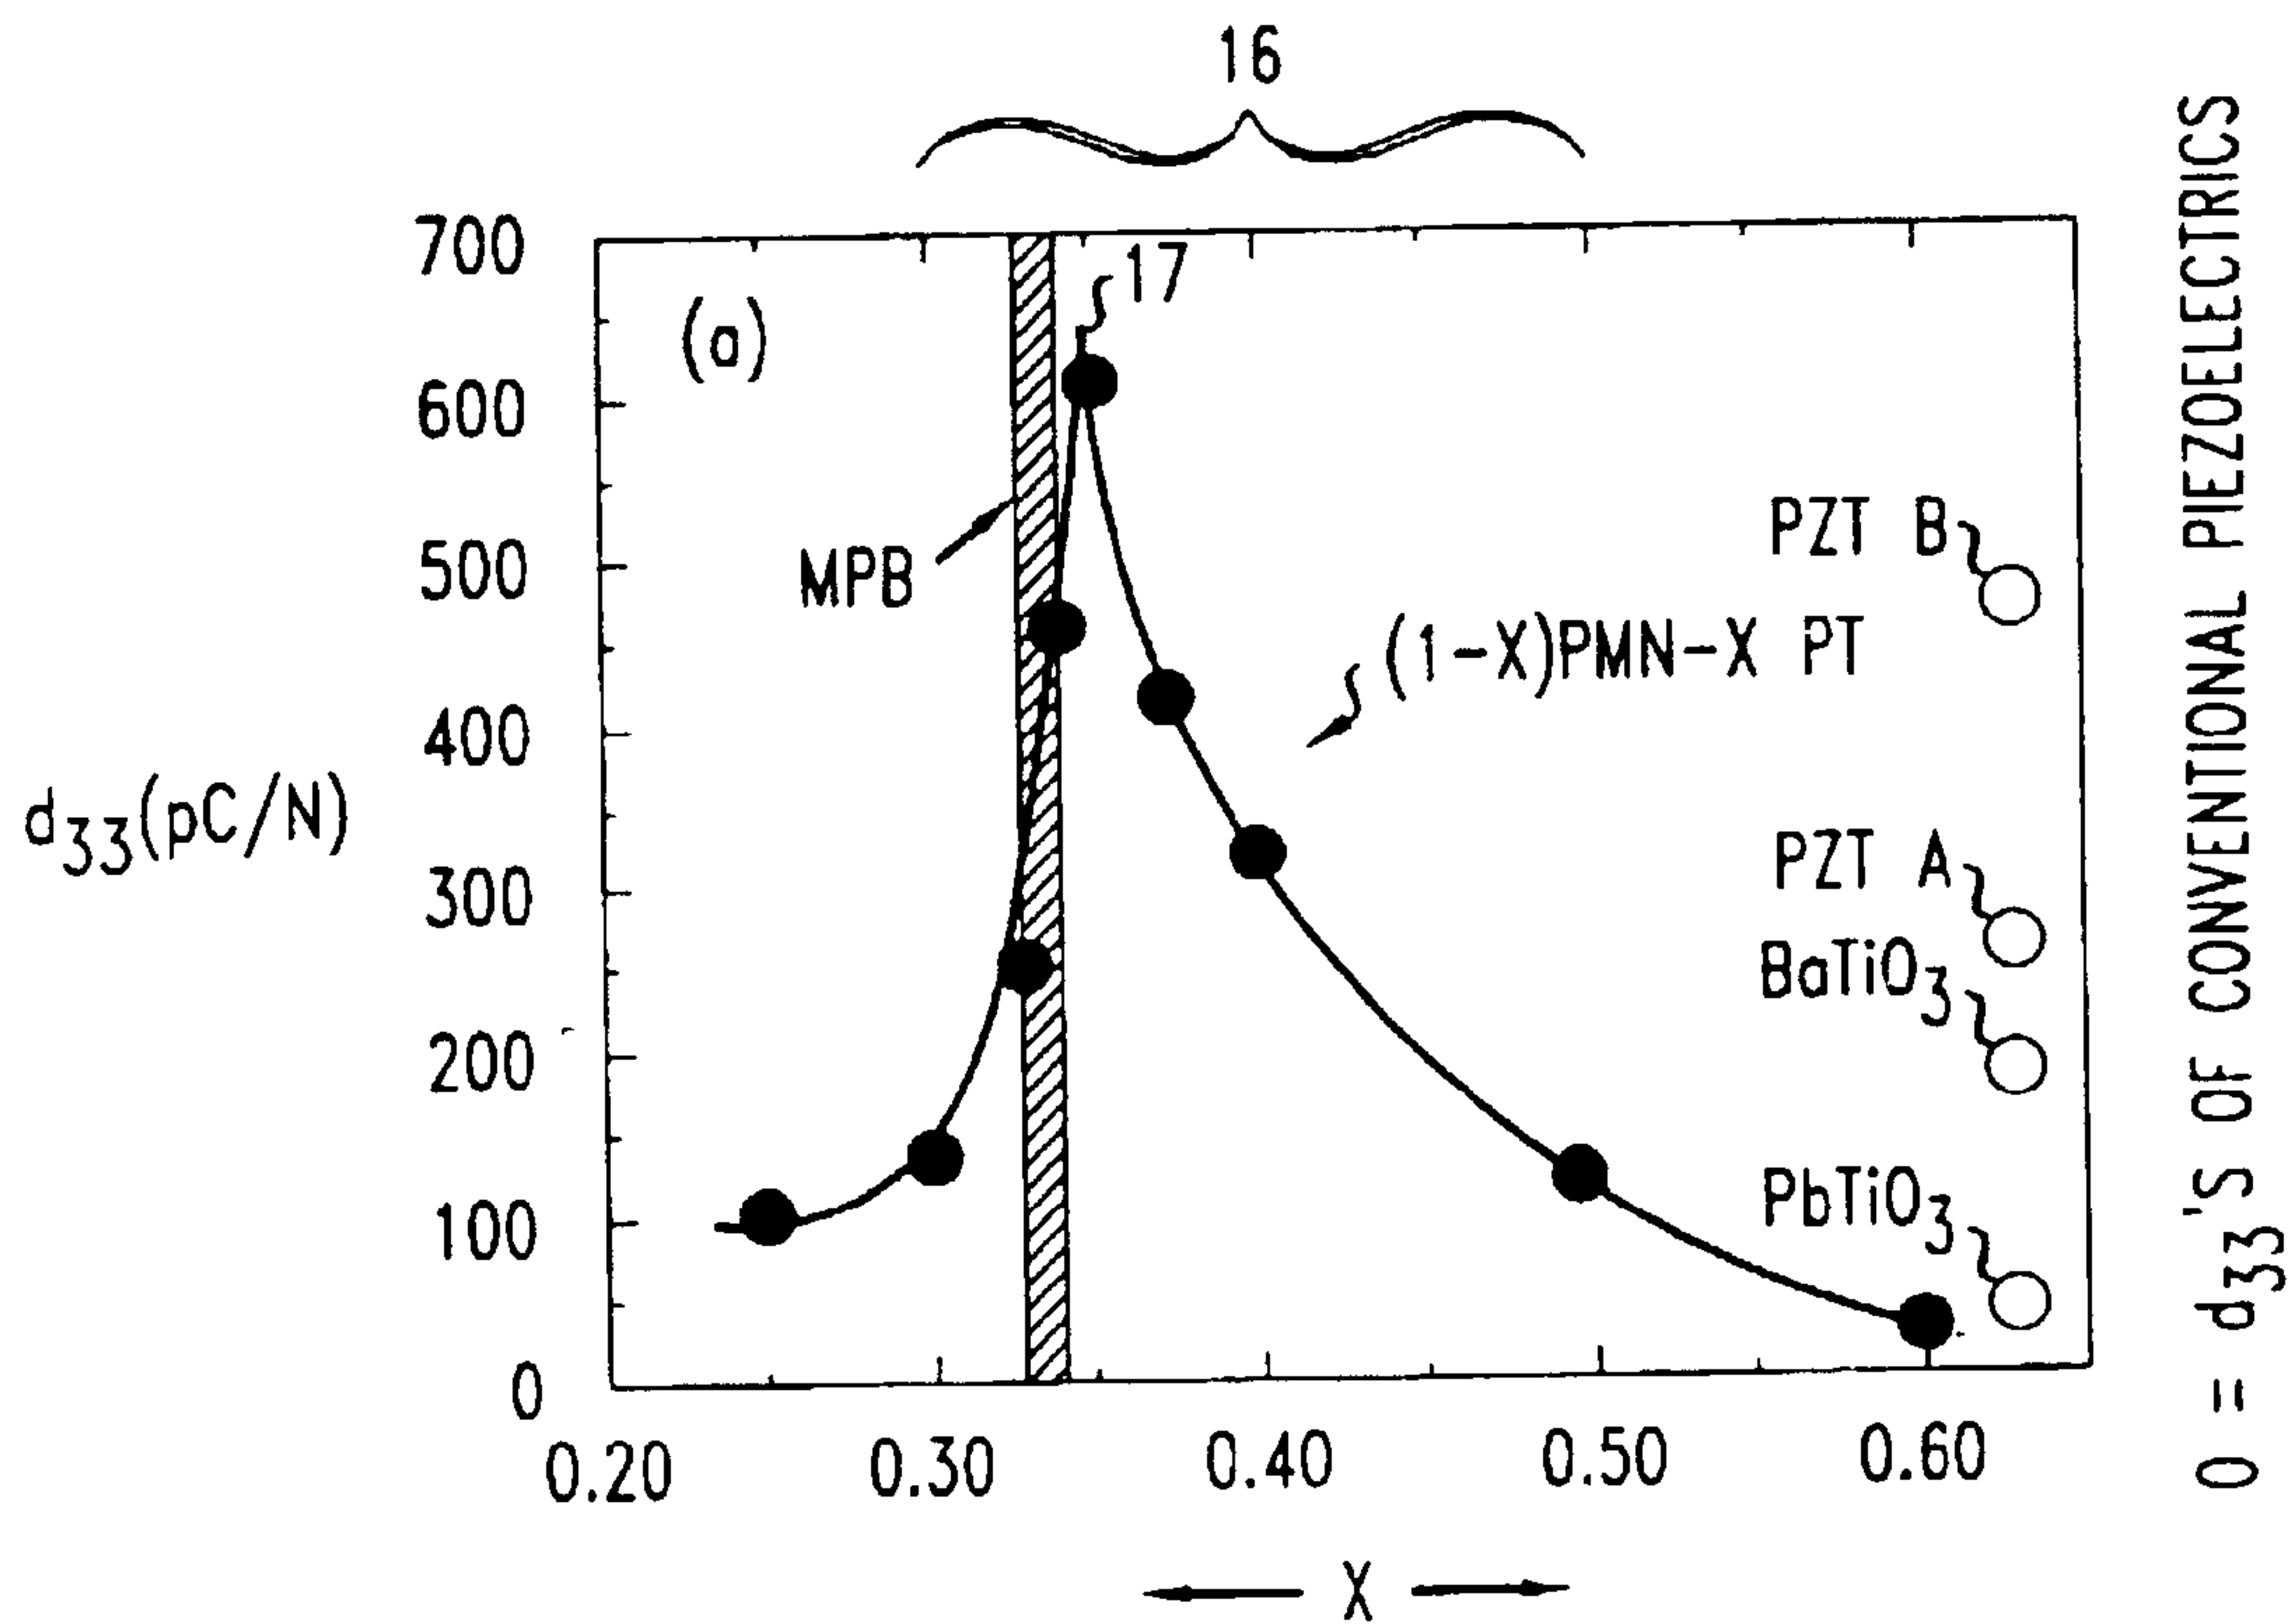 16
700
(a)
17
600
PZT B
500
MPB
(1-X)PMN-X PT
400
d33(pC/N)
PZT A
300
BaTiO3
200
PbTiO3
100
0
0.20 0.30 0.40 0.50 0.60
X
O = d33'S OF CONVENTIONAL PIEZOELECTRICS